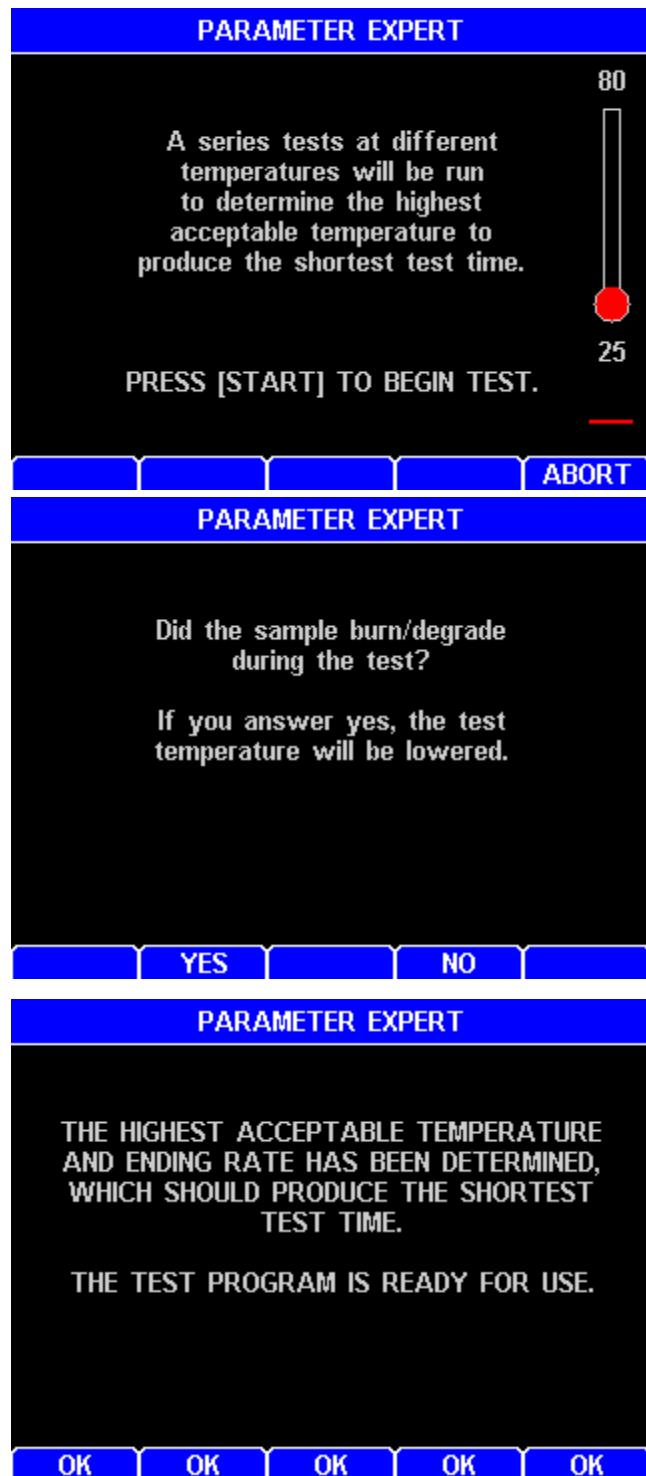 PARAMETER EXPERT
80
A series tests at different
temperatures will be run
to determine the highest
acceptable temperature to
produce the shortest test time.
25
PRESS [START] TO BEGIN TEST.
ABORT
PARAMETER EXPERT
Did the sample burn/degrade
during the test?
If you answer yes, the test
temperature will be lowered.
YES NO
PARAMETER EXPERT
THE HIGHEST ACCEPTABLE TEMPERATURE
AND ENDING RATE HAS BEEN DETERMINED,
WHICH SHOULD PRODUCE THE SHORTEST
TEST TIME.
THE TEST PROGRAM IS READY FOR USE.
OK OK OK OK OK